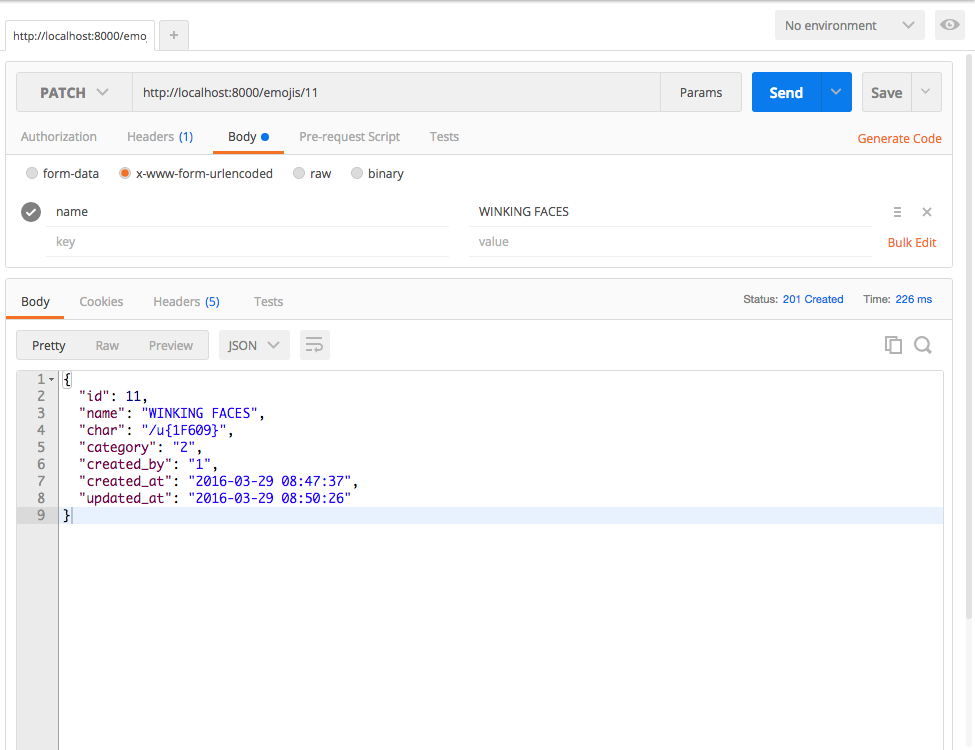 No environment
http://localhost:8000/emo
+
PATCH http://localhost:8000/emojis/11 Params Send Save
Authorization Headers (1) Body Pre-request Script Tests Generate Code
form-data x-www-form-urlencoded raw binary
name WINKING FACES
key value Bulk Edit
Body Cookies Headers (5) Tests Status: 201 Created Time: 226 ms
Pretty Raw Preview JSON
1 {
2 "id": 11,
3 "name": "WINKING FACES",
4 "char": "/u{1F609}",
5 "category": "2",
6 "created_by": "1",
7 "created_at": "2016-03-29 08:47:37",
8 "updated_at": "2016-03-29 08:50:26"
9 }